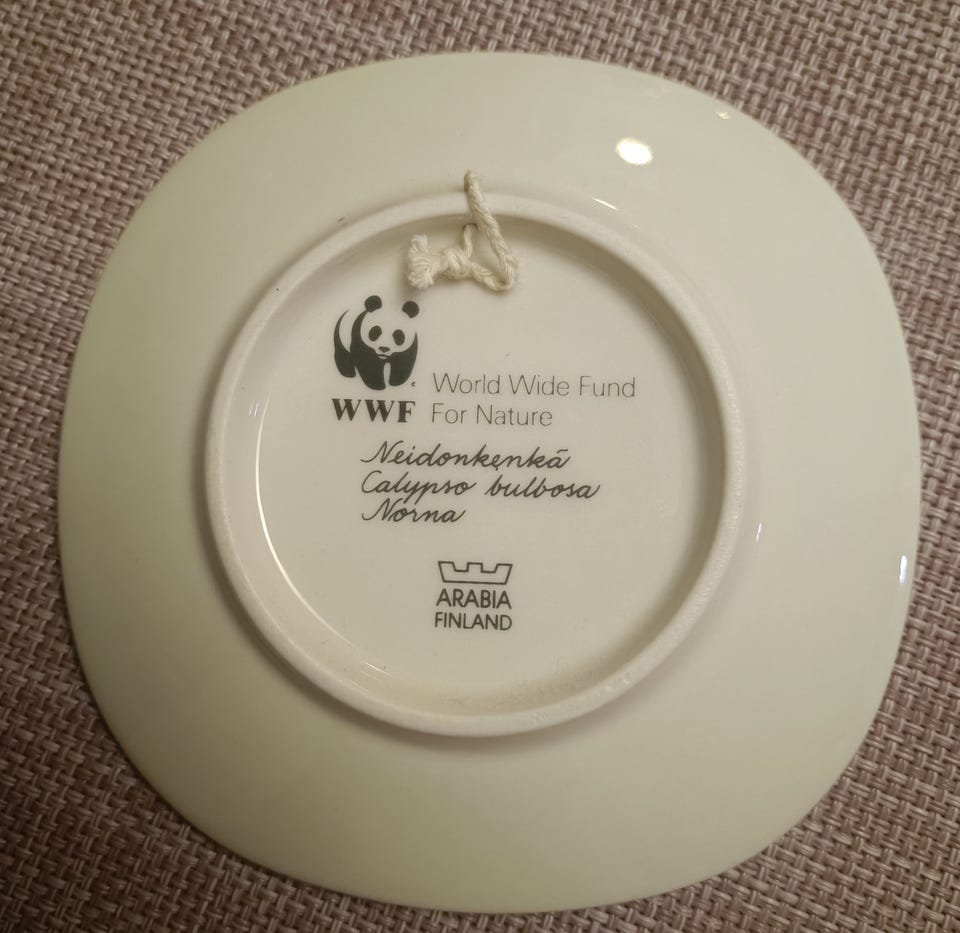 WWF World Wide Fund
For Nature
Neidonkenkä
Calypso bulbosa
Norna
ARABIA
FINLAND